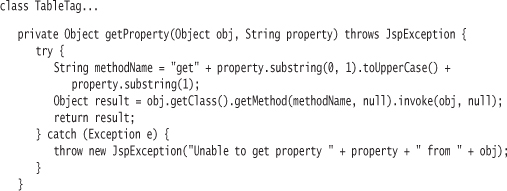 class TableTag...
private Object getProperty(Object obj, String property) throws JspException {
try {
String methodName = "get" + property.substring(0, 1).toUpperCase() +
property.substring(1);
Object result = obj.getClass().getMethod(methodName, null).invoke(obj, null);
return result;
} catch (Exception e) {
throw new JspException("Unable to get property " + property + " from " + obj);
}
}